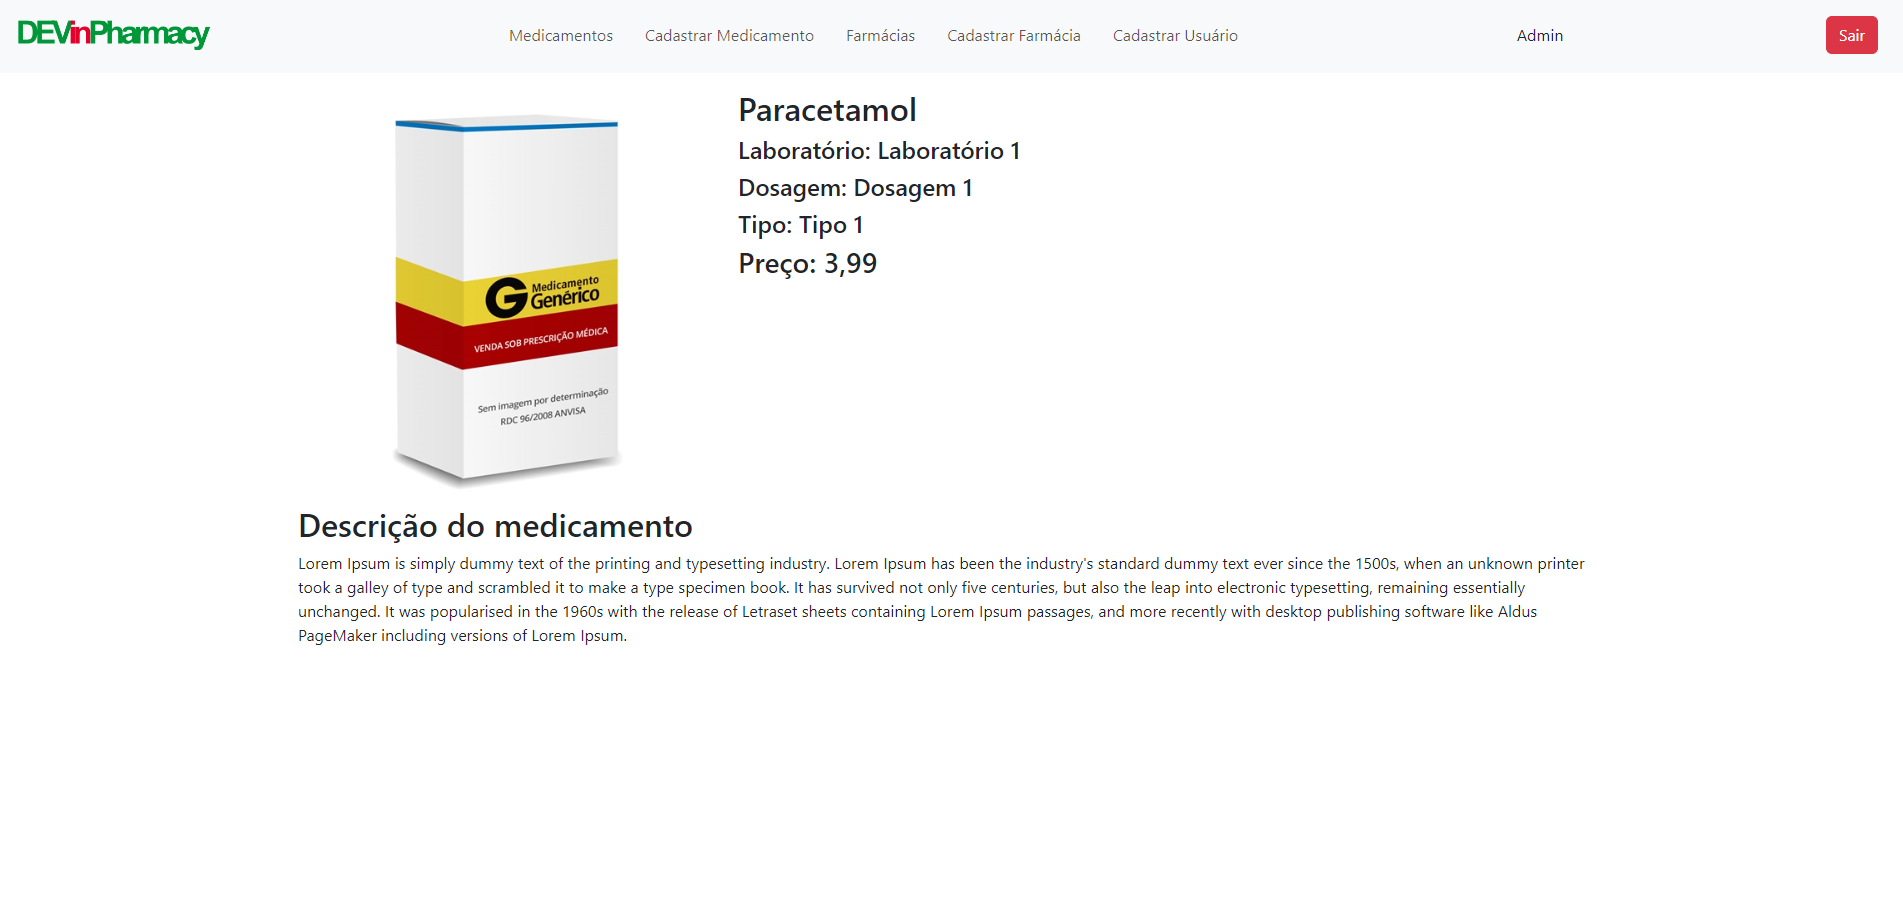 DEVinPharmacy
Medicamentos Cadastrar Medicamento Farmácias Cadastrar Farmácia Cadastrar Usuário Admin Sair
Paracetamol
Laboratório: Laboratório 1
Dosagem: Dosagem 1
Tipo: Tipo 1
Preço: 3,99
G Medicamento
Genérico
VENDA SOB PRESCRIÇÃO MÉDICA
Sem imagem por determinação
RDC 96/2008 ANVISA
Descrição do medicamento
Lorem Ipsum is simply dummy text of the printing and typesetting industry. Lorem Ipsum has been the industry's standard dummy text ever since the 1500s, when an unknown printer
took a galley of type and scrambled it to make a type specimen book. It has survived not only five centuries, but also the leap into electronic typesetting, remaining essentially
unchanged. It was popularised in the 1960s with the release of Letraset sheets containing Lorem Ipsum passages, and more recently with desktop publishing software like Aldus
PageMaker including versions of Lorem Ipsum.